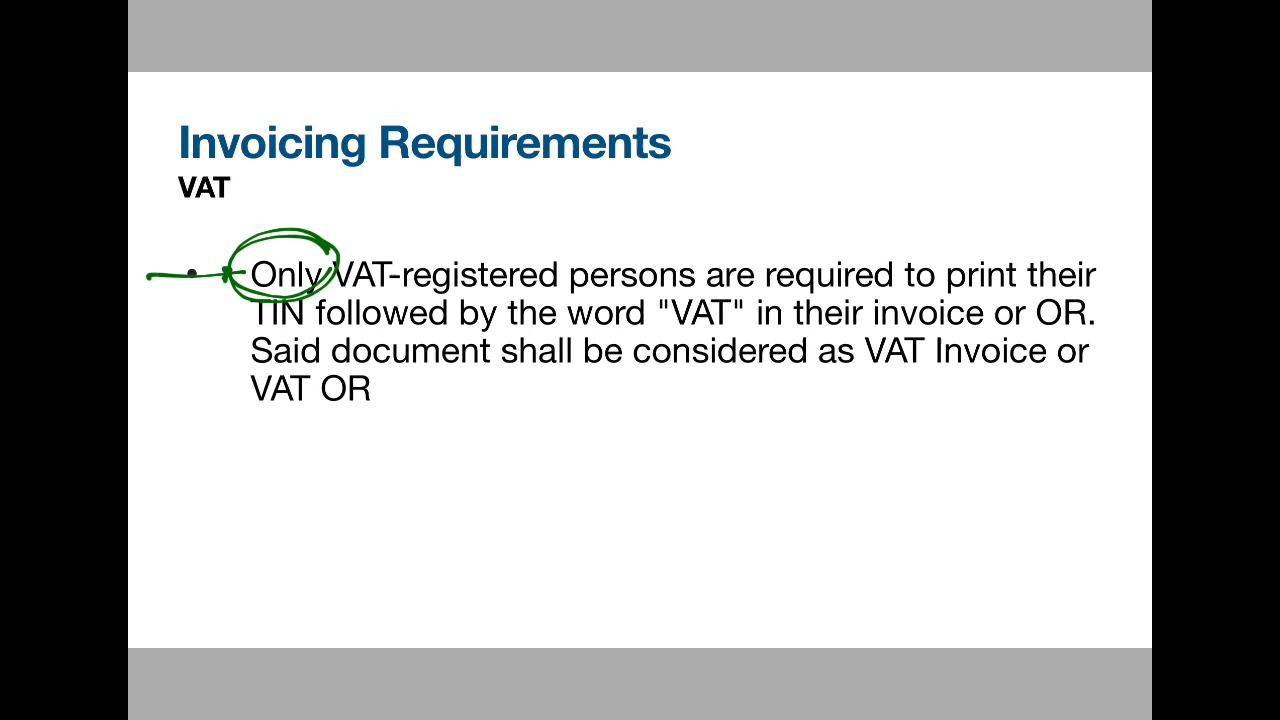 Invoicing Requirements
VAT
• Only VAT-registered persons are required to print their
TIN followed by the word "VAT" in their invoice or OR.
Said document shall be considered as VAT Invoice or
VAT OR